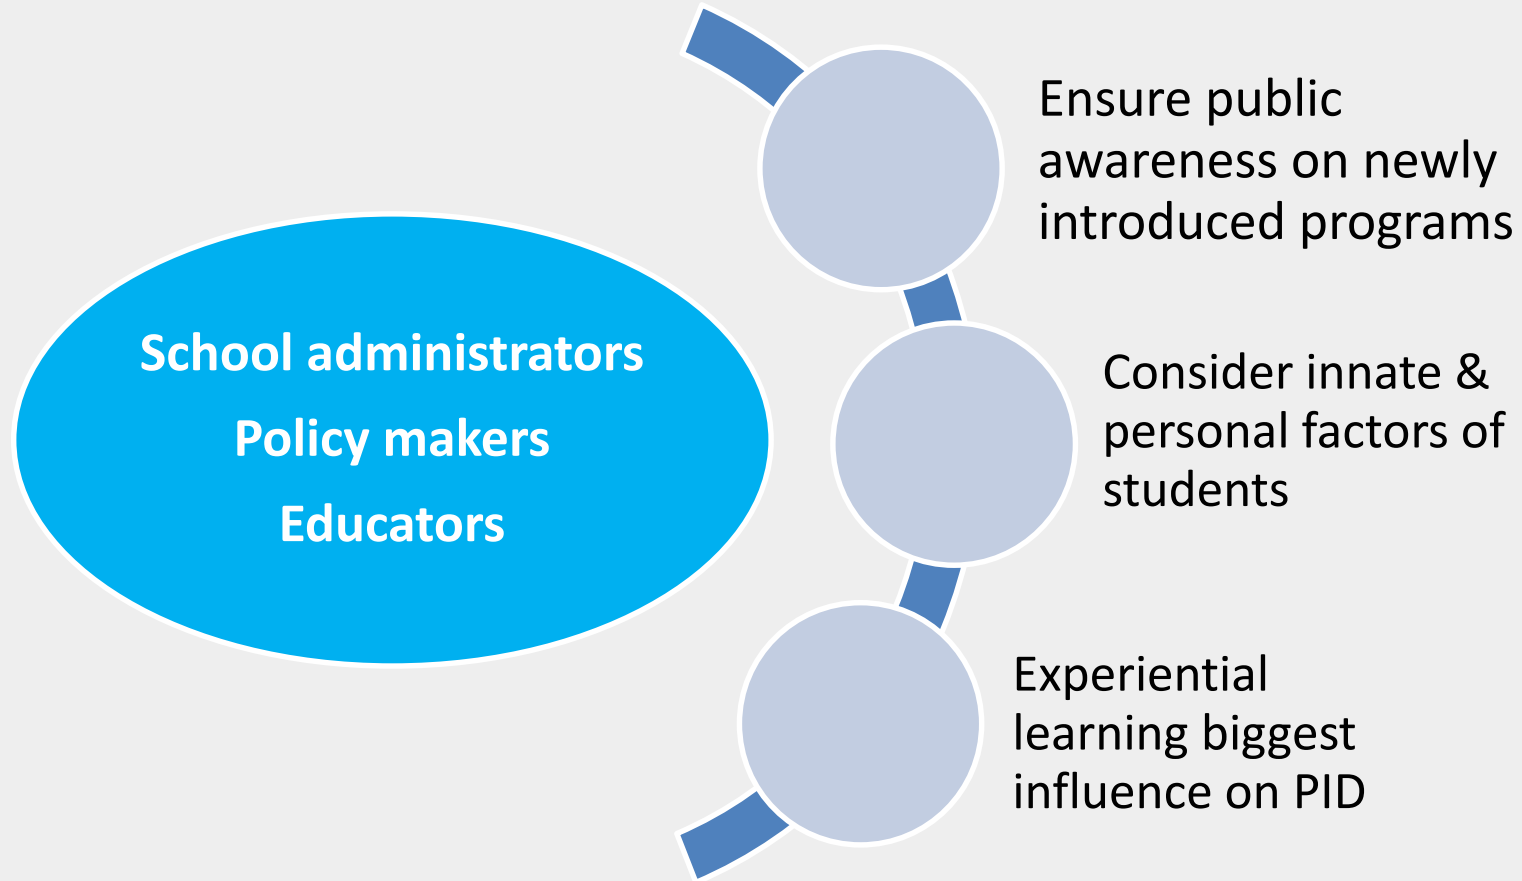 School administrators
Policy makers
Educators
Ensure public
awareness on newly
introduced programs
Consider innate &
personal factors of
students
Experiential
learning biggest
influence on PID